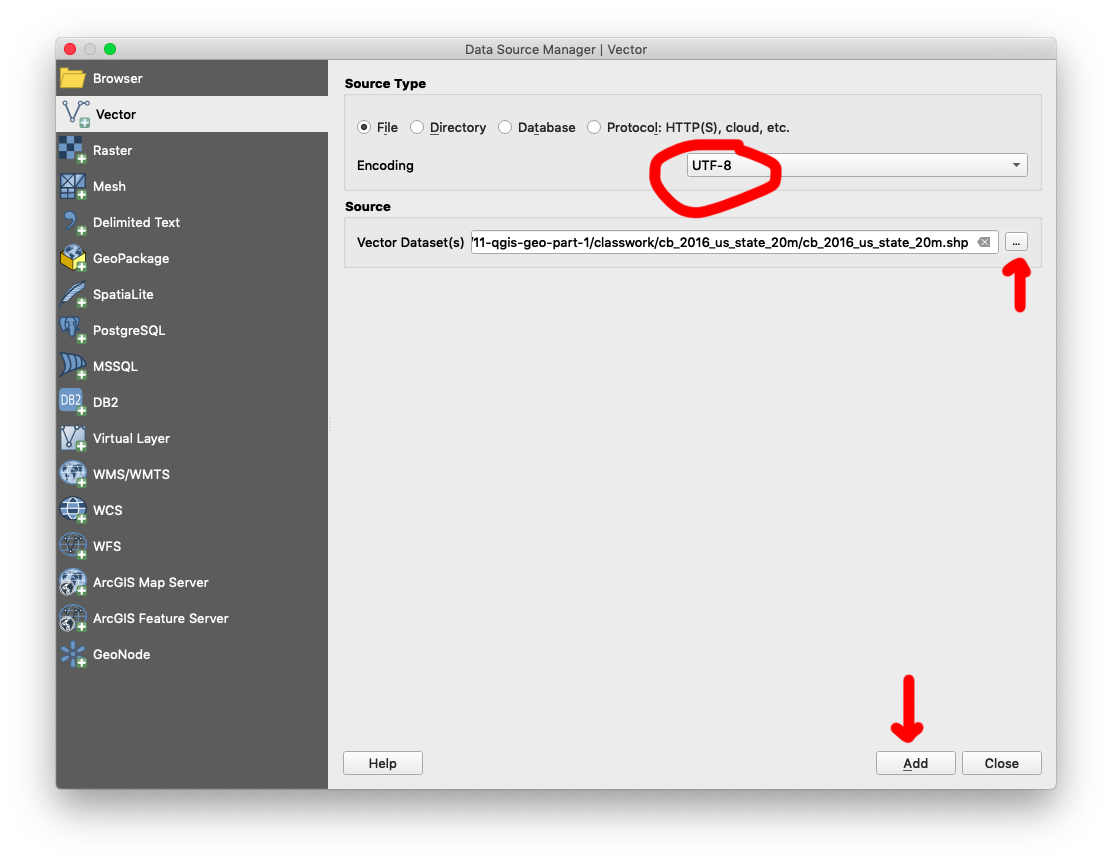 Data Source Manager | Vector
Browser
Vector
Raster
Mesh
Delimited Text
GeoPackage
SpatiaLite
PostgreSQL
MSSQL
DB2
DB2
Virtual Layer
WMS/WMTS
WCS
WFS
ArcGIS Map Server
ArcGIS Feature Server
GeoNode
Source Type
File Directory Database Protocol: HTTP(S), cloud, etc.
Encoding UTF-8
Source
Vector Dataset(s) /11-qgis-geo-part-1/classwork/cb_2016_us_state_20m/cb_2016_us_state_20m.shp ...
Help Add Close